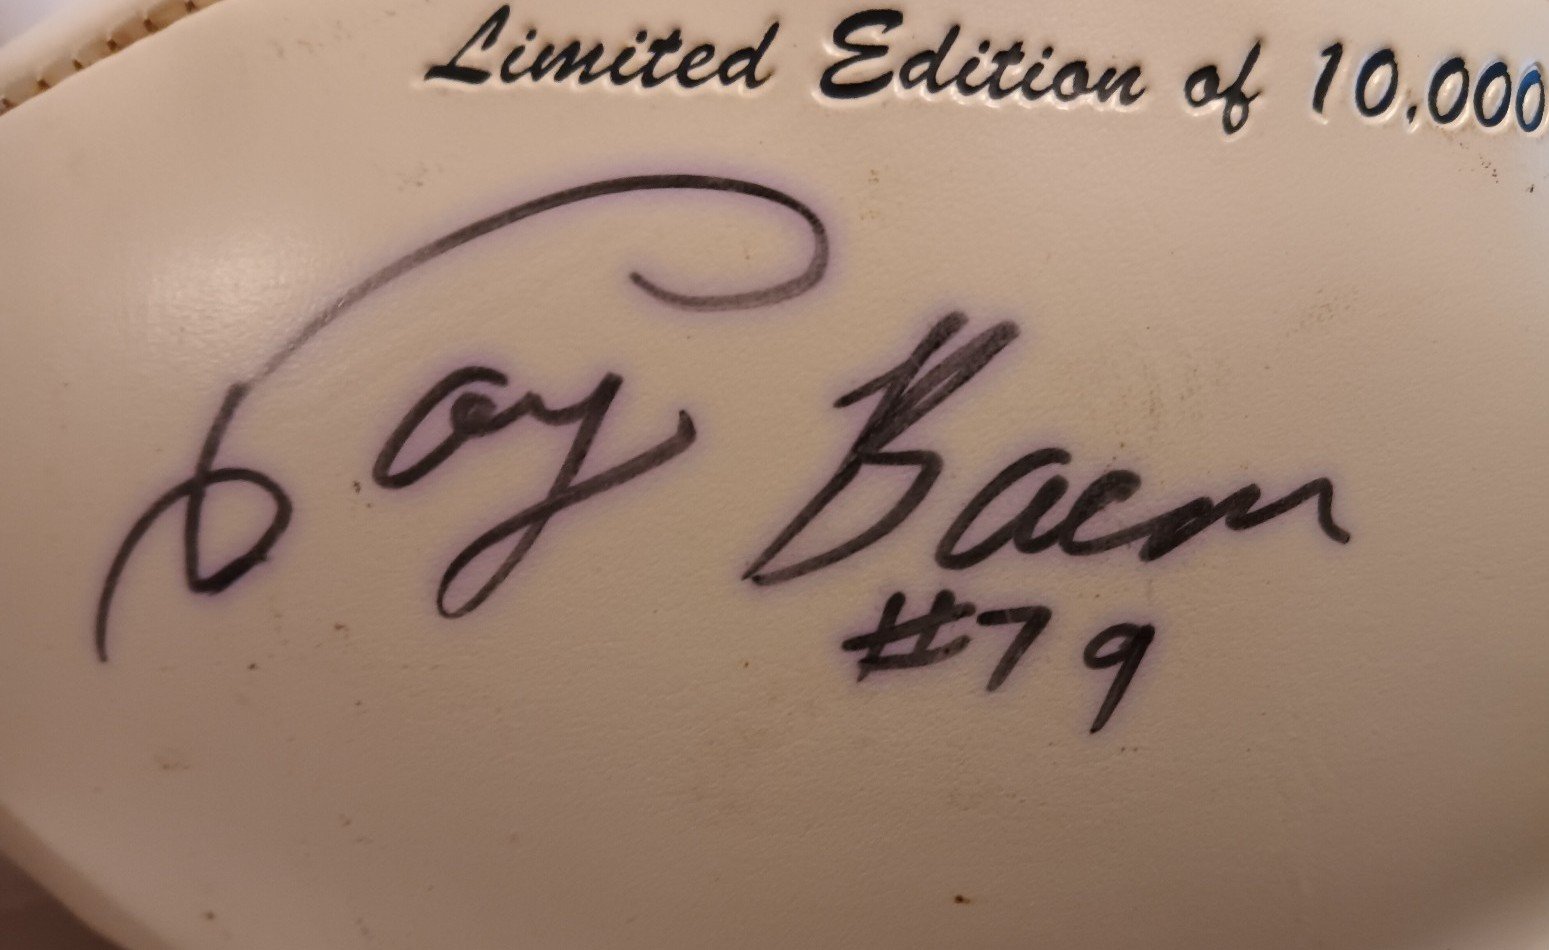 Limited Edition of 10,000
Coy Bacon
#79